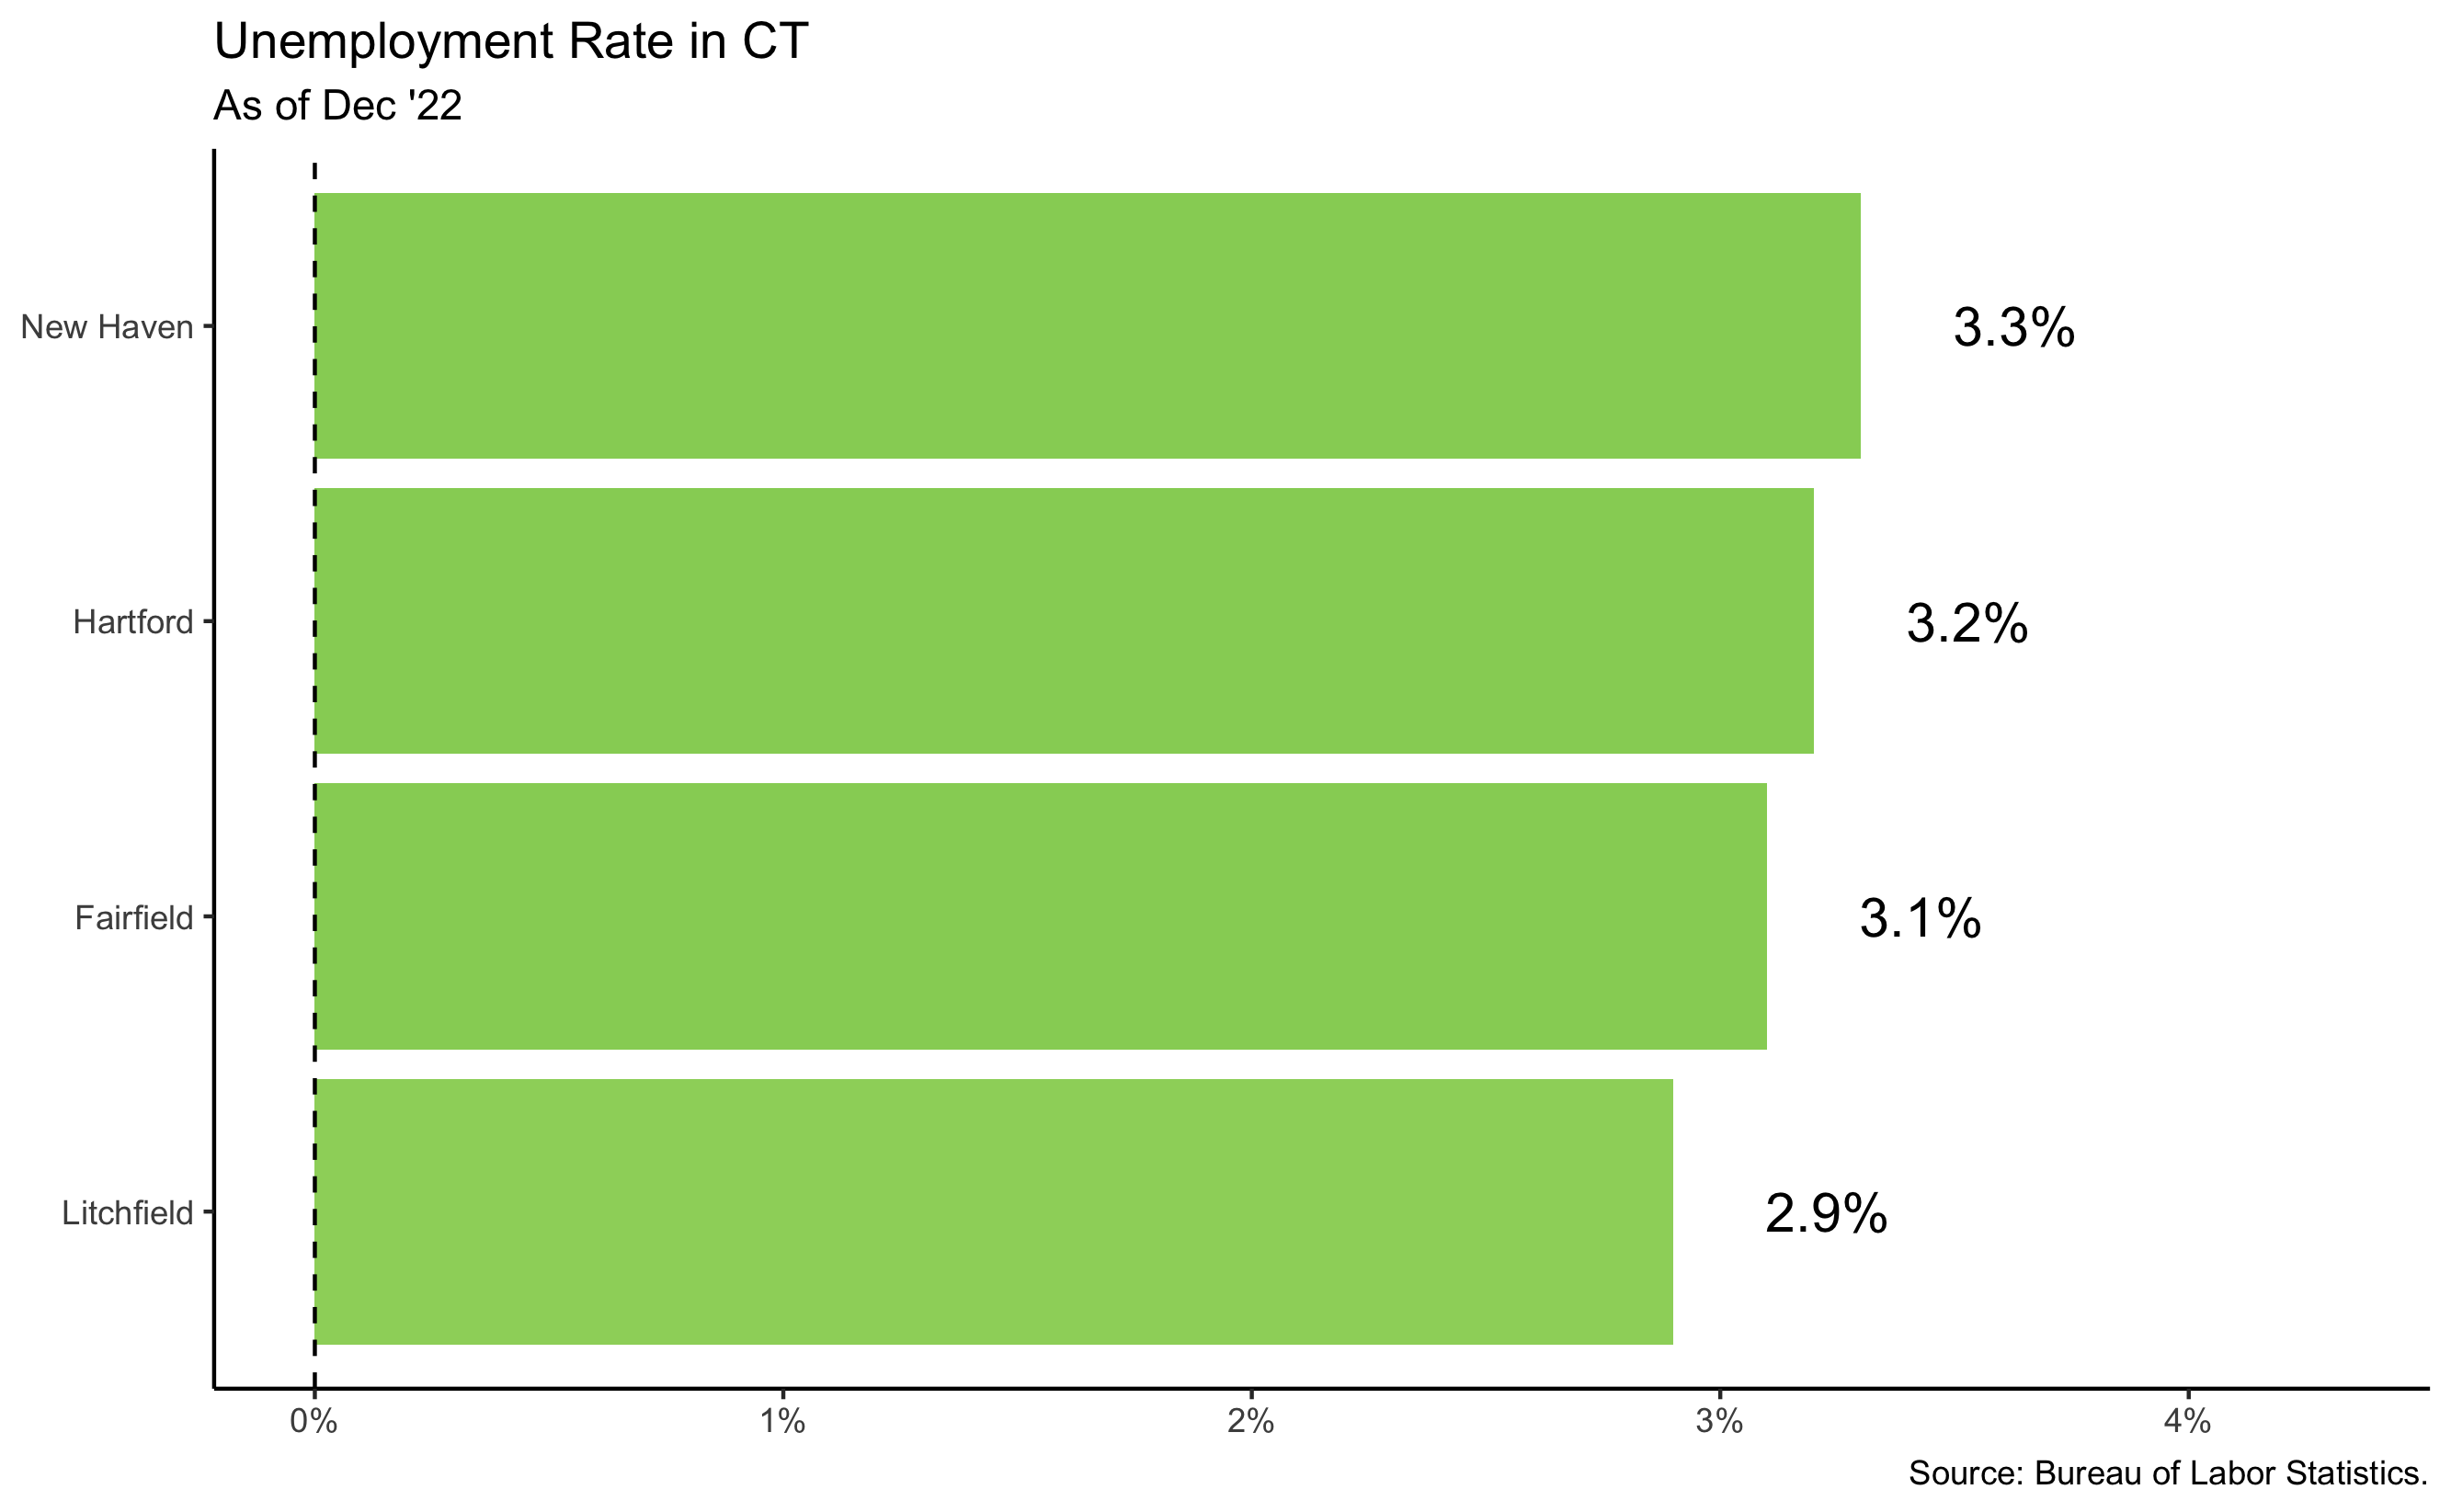 Unemployment Rate in CT
As of Dec '22
New Haven
3.3%
Hartford
3.2%
Fairfield
3.1%
Litchfield
2.9%
0% 1% 2% 3% 4%
Source: Bureau of Labor Statistics.